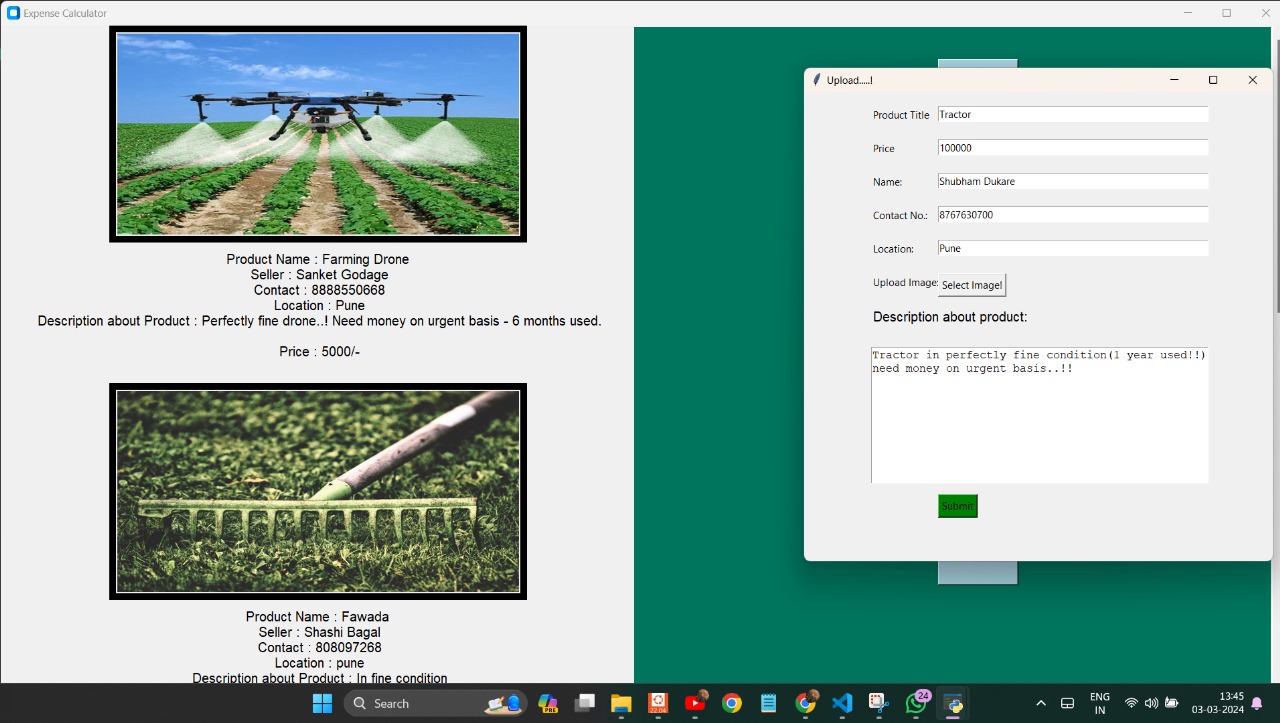 Expense Calculator
Product Name : Farming Drone
Seller : Sanket Godage
Contact : 8888550668
Location : Pune
Description about Product : Perfectly fine drone..! Need money on urgent basis - 6 months used.
Price : 5000/-
Product Name : Fawada
Seller : Shashi Bagal
Contact : 808097268
Location : pune
Description about Product : In fine condition
Upload.....!
Product Title Tractor
Price 100000
Name: Shubham Dukare
Contact No.: 8767630700
Location: Pune
Upload Image: Select Image!
Description about product:
Tractor in perfectly fine condition(1 year used!!)
need money on urgent basis..!!
Submit
Search
PRE
22.04
24
ENG
IN
13:45
03-03-2024